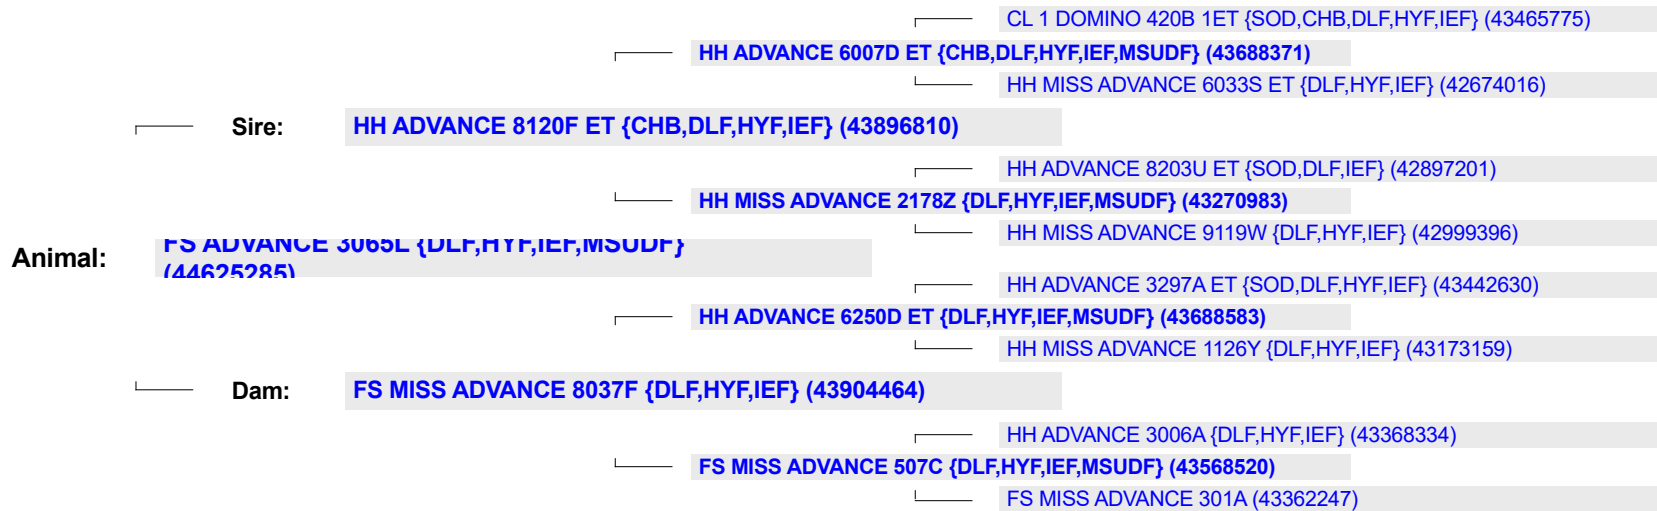 CL 1 DOMINO 420B 1ET {SOD,CHB,DLF,HYF,IEF} (43465775)
HH ADVANCE 6007D ET {CHB,DLF,HYF,IEF,MSUDF} (43688371)
HH MISS ADVANCE 6033S ET {DLF,HYF,IEF} (42674016)
Sire: HH ADVANCE 8120F ET {CHB,DLF,HYF,IEF} (43896810)
HH ADVANCE 8203U ET {SOD,DLF,IEF} (42897201)
HH MISS ADVANCE 2178Z {DLF,HYF,IEF,MSUDF} (43270983)
HH MISS ADVANCE 9119W {DLF,HYF,IEF} (42999396)
Animal: FS ADVANCE 3065L {DLF,HYF,IEF,MSUDF}
(44625285)
HH ADVANCE 3297A ET {SOD,DLF,HYF,IEF} (43442630)
HH ADVANCE 6250D ET {DLF,HYF,IEF,MSUDF} (43688583)
HH MISS ADVANCE 1126Y {DLF,HYF,IEF} (43173159)
Dam: FS MISS ADVANCE 8037F {DLF,HYF,IEF} (43904464)
HH ADVANCE 3006A {DLF,HYF,IEF} (43368334)
FS MISS ADVANCE 507C {DLF,HYF,IEF,MSUDF} (43568520)
FS MISS ADVANCE 301A (43362247)